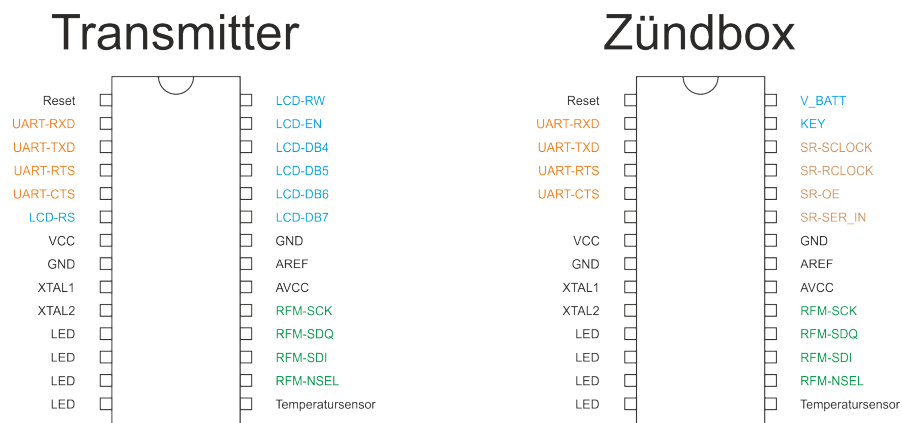 Transmitter Zündbox
Reset LCD-RW Reset V_BATT
UART-RXD LCD-EN UART-RXD KEY
UART-TXD LCD-DB4 UART-TXD SR-SCLOCK
UART-RTS LCD-DB5 UART-RTS SR-RCLOCK
UART-CTS LCD-DB6 UART-CTS SR-OE
LCD-RS LCD-DB7 SR-SER_IN
VCC GND VCC GND
GND AREF GND AREF
XTAL1 AVCC XTAL1 AVCC
XTAL2 RFM-SCK XTAL2 RFM-SCK
LED RFM-SDQ LED RFM-SDQ
LED RFM-SDI LED RFM-SDI
LED RFM-NSEL LED RFM-NSEL
LED Temperatursensor LED Temperatursensor